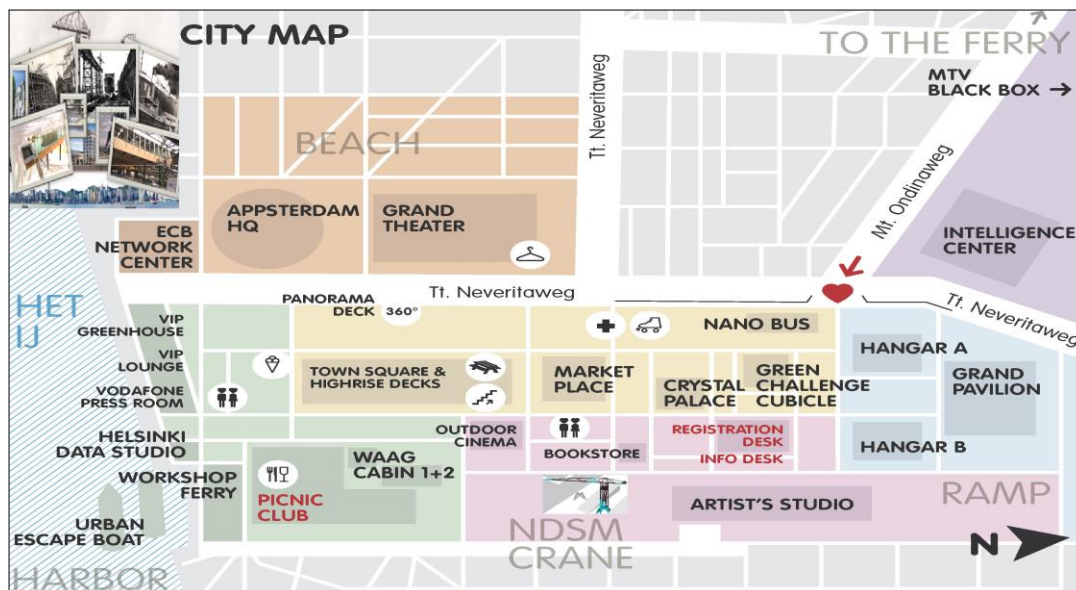 CITY MAP
TO THE FERRY
MTV
BLACK BOX
Tt. Neveritaweg
Mt. Ondinaweg
BEACH
APPSTERDAM
HQ
GRAND
THEATER
ECB
NETWORK
CENTER
INTELLIGENCE
CENTER
HET
IJ
Tt. Neveritaweg
Tt. Neveritaweg
PANORAMA
DECK
360°
VIP
GREENHOUSE
NANO BUS
HANGAR A
VIP
LOUNGE
TOWN SQUARE &
HIGHRISE DECKS
MARKET
PLACE
CRYSTAL
PALACE
GREEN
CHALLENGE
CUBICLE
GRAND
PAVILION
VODAFONE
PRESS ROOM
HELSINKI
DATA STUDIO
OUTDOOR
CINEMA
BOOKSTORE
REGISTRATION
DESK
INFO DESK
HANGAR B
WAAG
CABIN 1+2
WORKSHOP
FERRY
PICNIC
CLUB
ARTIST'S STUDIO
RAMP
NDSM
CRANE
URBAN
ESCAPE BOAT
N
HARBOR